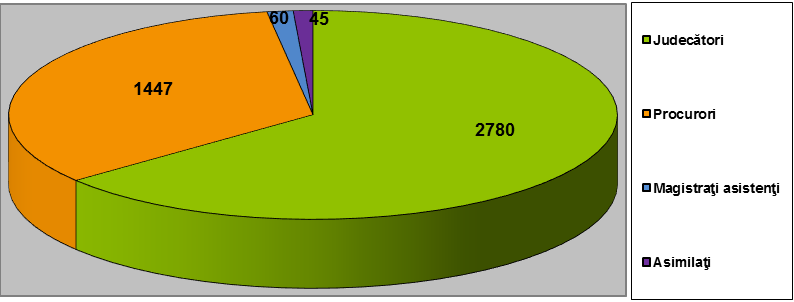 60
45
1447
2780
Judecători
Procurori
Magistraţi asistenţi
Asimilaţi